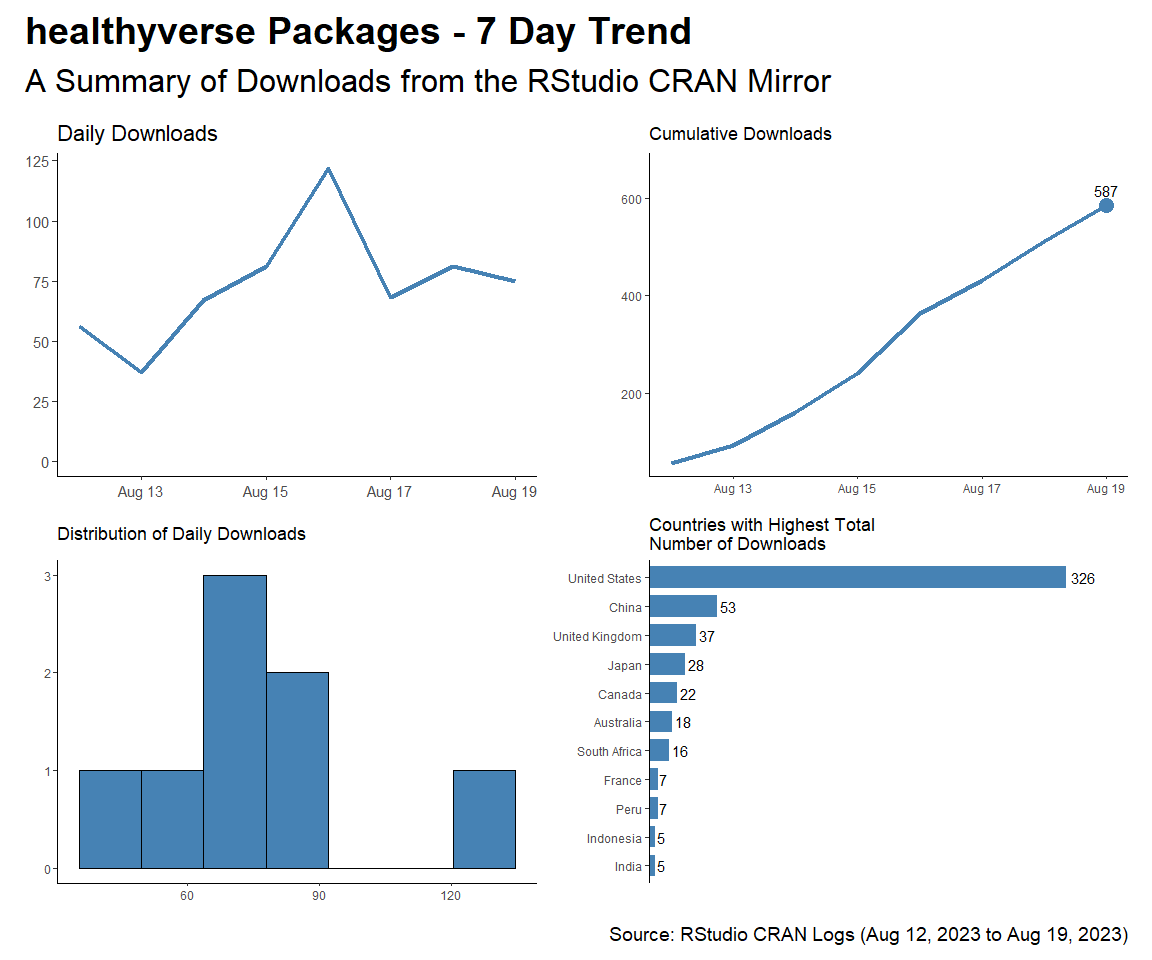 healthyverse Packages - 7 Day Trend
A Summary of Downloads from the RStudio CRAN Mirror
Daily Downloads
125
100
75
50
25
0
Aug 13 Aug 15 Aug 17 Aug 19
Cumulative Downloads
600
400
200
587
Aug 13 Aug 15 Aug 17 Aug 19
Distribution of Daily Downloads
3
2
1
0
60 90 120
Countries with Highest Total
Number of Downloads
United States 326
China 53
United Kingdom 37
Japan 28
Canada 22
Australia 18
South Africa 16
France 7
Peru 7
Indonesia 5
India 5
Source: RStudio CRAN Logs (Aug 12, 2023 to Aug 19, 2023)